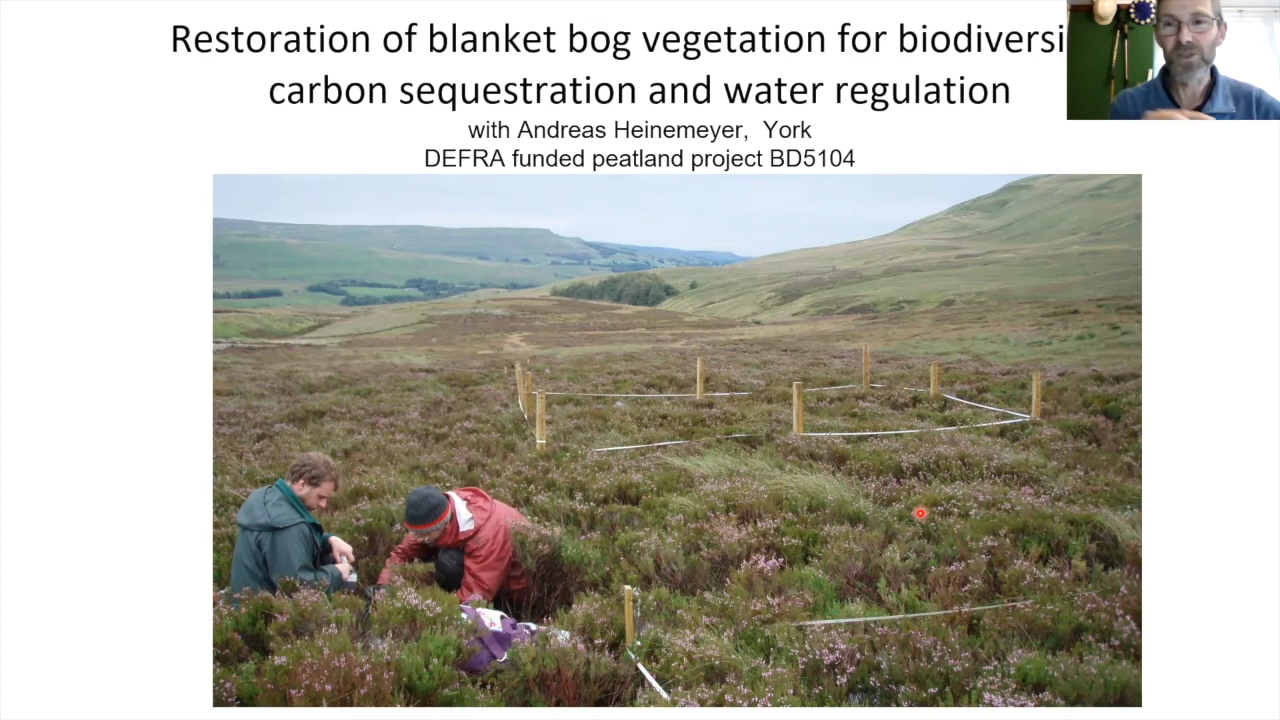 Restoration of blanket bog vegetation for biodiversi
carbon sequestration and water regulation
with Andreas Heinemeyer, York
DEFRA funded peatland project BD5104